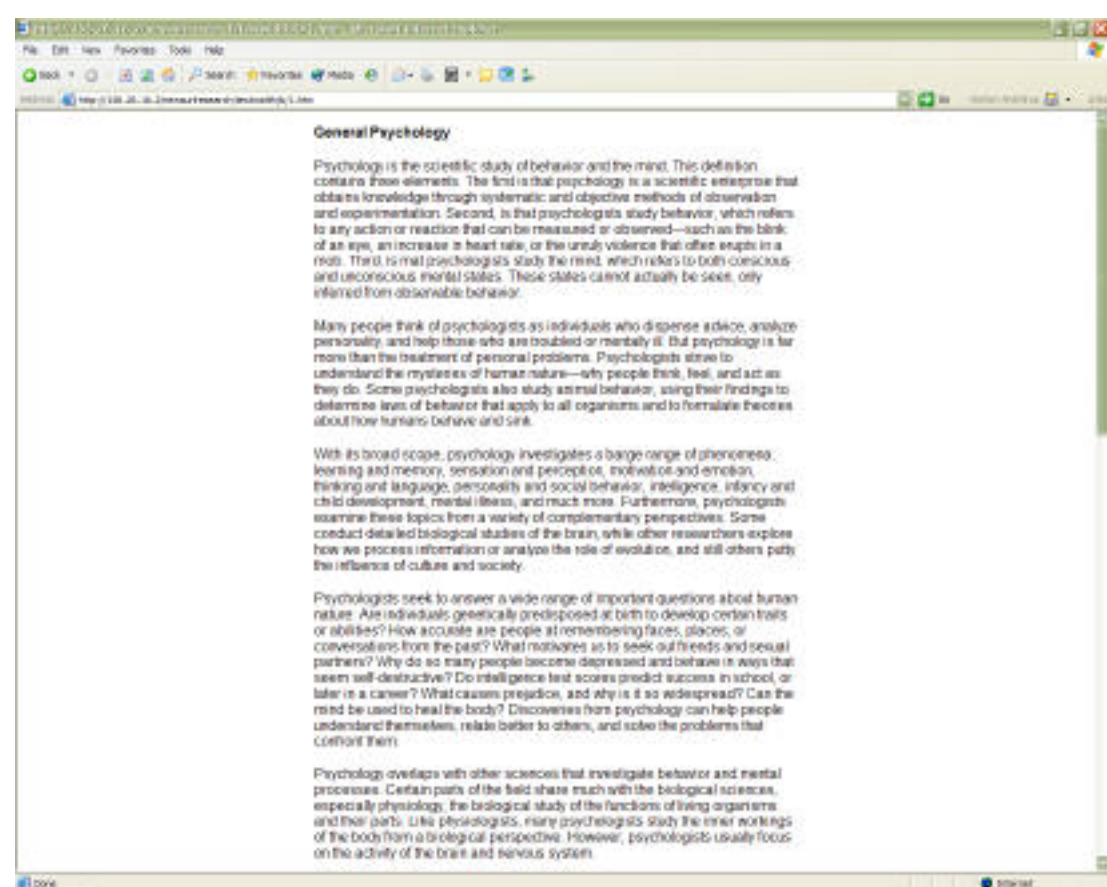 File Edit View Favorites Tools Help
Back Search Favorites Media
General Psychology
Psychology is the scientific study of behavior and the mind. This definition
contains three elements. The first is that psychology is a scientific enterprise that
obtains knowledge through systematic and objective methods of observation
and experimentation. Second, is that psychologists study behavior, which refers
to any action or reaction that can be measured or observed—such as the blink
of an eye, an increase in heart rate, or the unruly violence that often erupts in a
mob. Third, is that psychologists study the mind, which refers to both conscious
and unconscious mental states. These states cannot actually be seen, only
inferred from observable behavior.
Many people think of psychologists as individuals who dispense advice, analyze
personality, and help those who are troubled or mentally ill. But psychology is far
more than the treatment of personal problems. Psychologists strive to
understand the mysteries of human nature—why people think, feel, and act as
they do. Some psychologists also study animal behavior, using their findings to
determine laws of behavior that apply to all organisms and to formulate theories
about how humans behave and sink.
With its broad scope, psychology investigates a barge range of phenomena:
learning and memory, sensation and perception, motivation and emotion,
thinking and language, personality and social behavior, intelligence, infancy and
child development, mental illness, and much more. Furthermore, psychologists
examine these topics from a variety of complementary perspectives. Some
conduct detailed biological studies of the brain, while other researchers explore
how we process information or analyze the role of evolution, and still others putty
the influence of culture and society.
Psychologists seek to answer a wide range of important questions about human
nature: Are individuals genetically predisposed at birth to develop certain traits
or abilities? How accurate are people at remembering faces, places, or
conversations from the past? What motivates us to seek out friends and sexual
partners? Why do so many people become depressed and behave in ways that
seem self-destructive? Do intelligence test scores predict success in school, or
later in a career? What causes prejudice, and why is it so widespread? Can the
mind be used to heal the body? Discoveries from psychology can help people
understand themselves, relate better to others, and solve the problems that
confront them.
Psychology overlaps with other sciences that investigate behavior and mental
processes. Certain parts of the field share much with the biological sciences,
especially physiology, the biological study of the functions of living organisms
and their parts. Like physiologists, many psychologists study the inner workings
of the body from a biological perspective. However, psychologists usually focus
on the activity of the brain and nervous system.
Done Internet